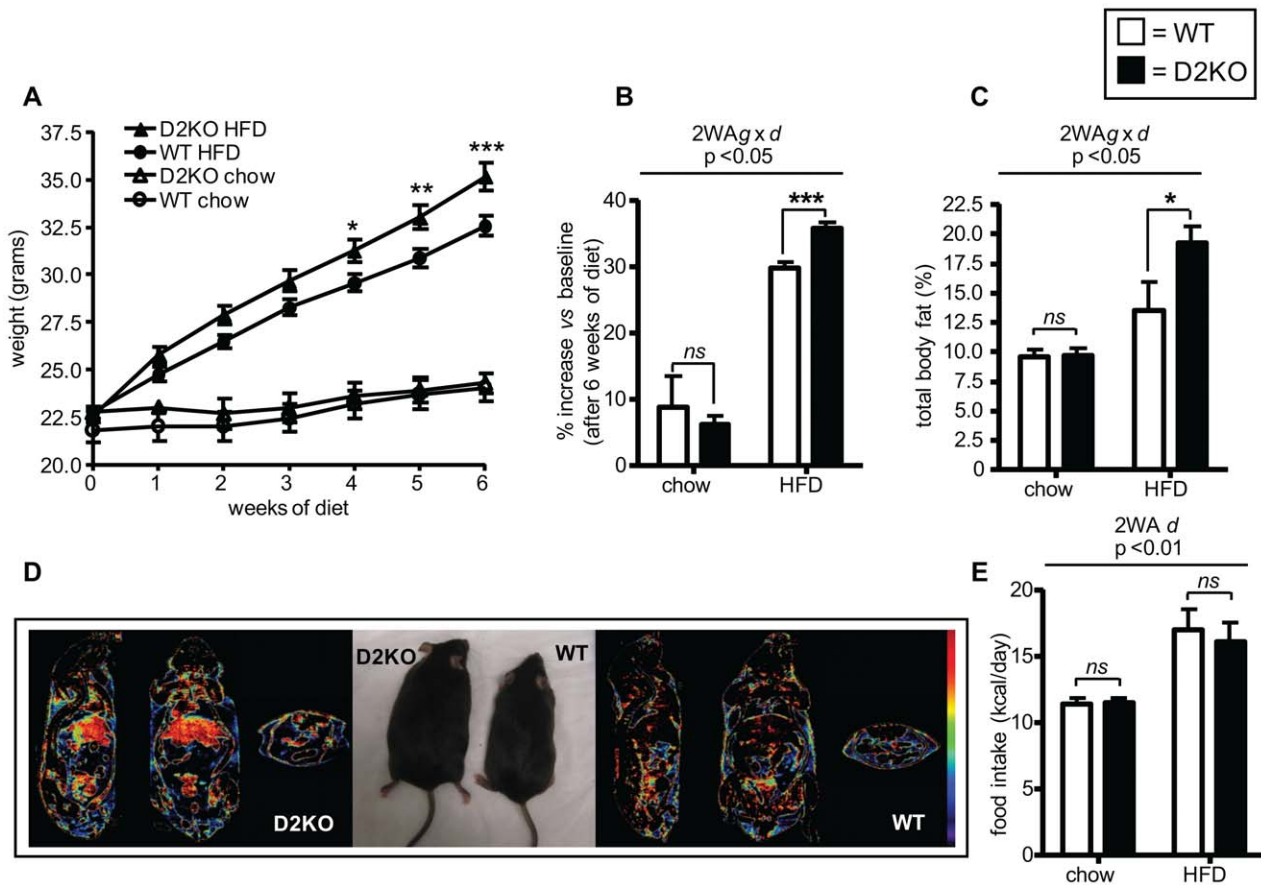 = WT
= D2KO
A
37.5
35.0
32.5
30.0
27.5
25.0
22.5
20.0
weight (grams)
D2KO HFD
WT HFD
D2KO chow
WT chow
*
**
***
0 1 2 3 4 5 6
weeks of diet
B
2WAg x d
p <0.05
% increase vs baseline
(after 6 weeks of diet)
40
30
20
10
0
ns
***
chow HFD
C
2WAg x d
p <0.05
total body fat (%)
22.5
20.0
17.5
15.0
12.5
10.0
7.5
5.0
2.5
0
ns
*
chow HFD
D
D2KO
D2KO
WT
WT
E
2WA d
p <0.01
food intake (kcal/day)
20
15
10
5
0
ns
ns
chow HFD